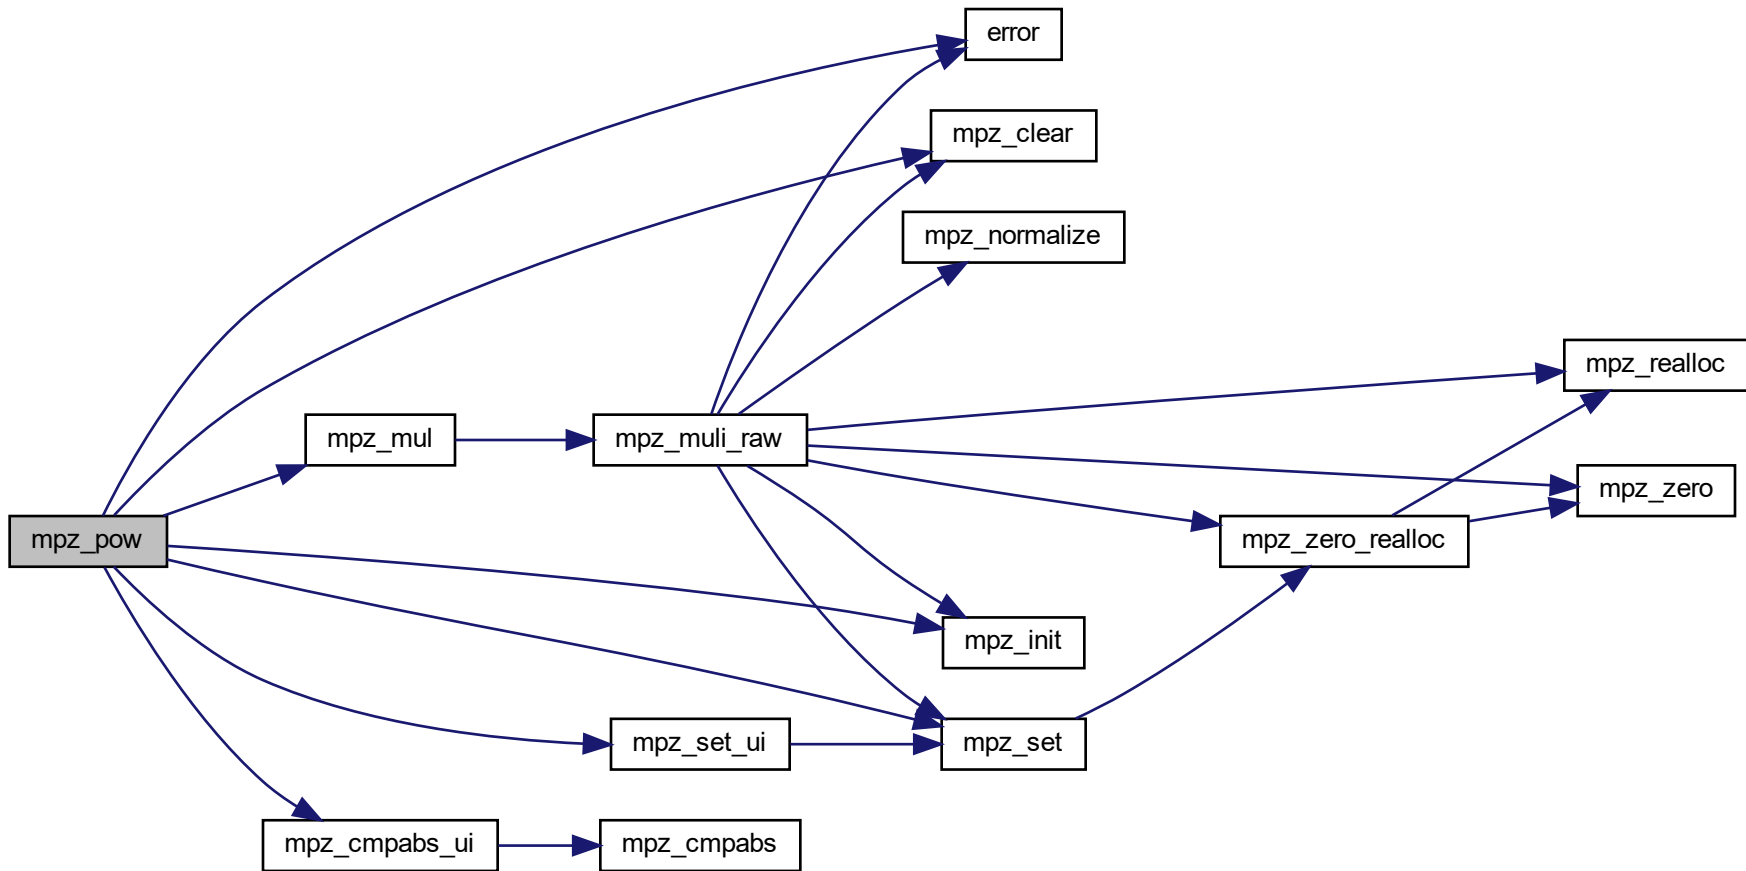 error
mpz_clear
mpz_normalize
mpz_realloc
mpz_mul
mpz_muli_raw
mpz_zero
mpz_pow
mpz_zero_realloc
mpz_init
mpz_set_ui
mpz_set
mpz_cmpabs_ui
mpz_cmpabs